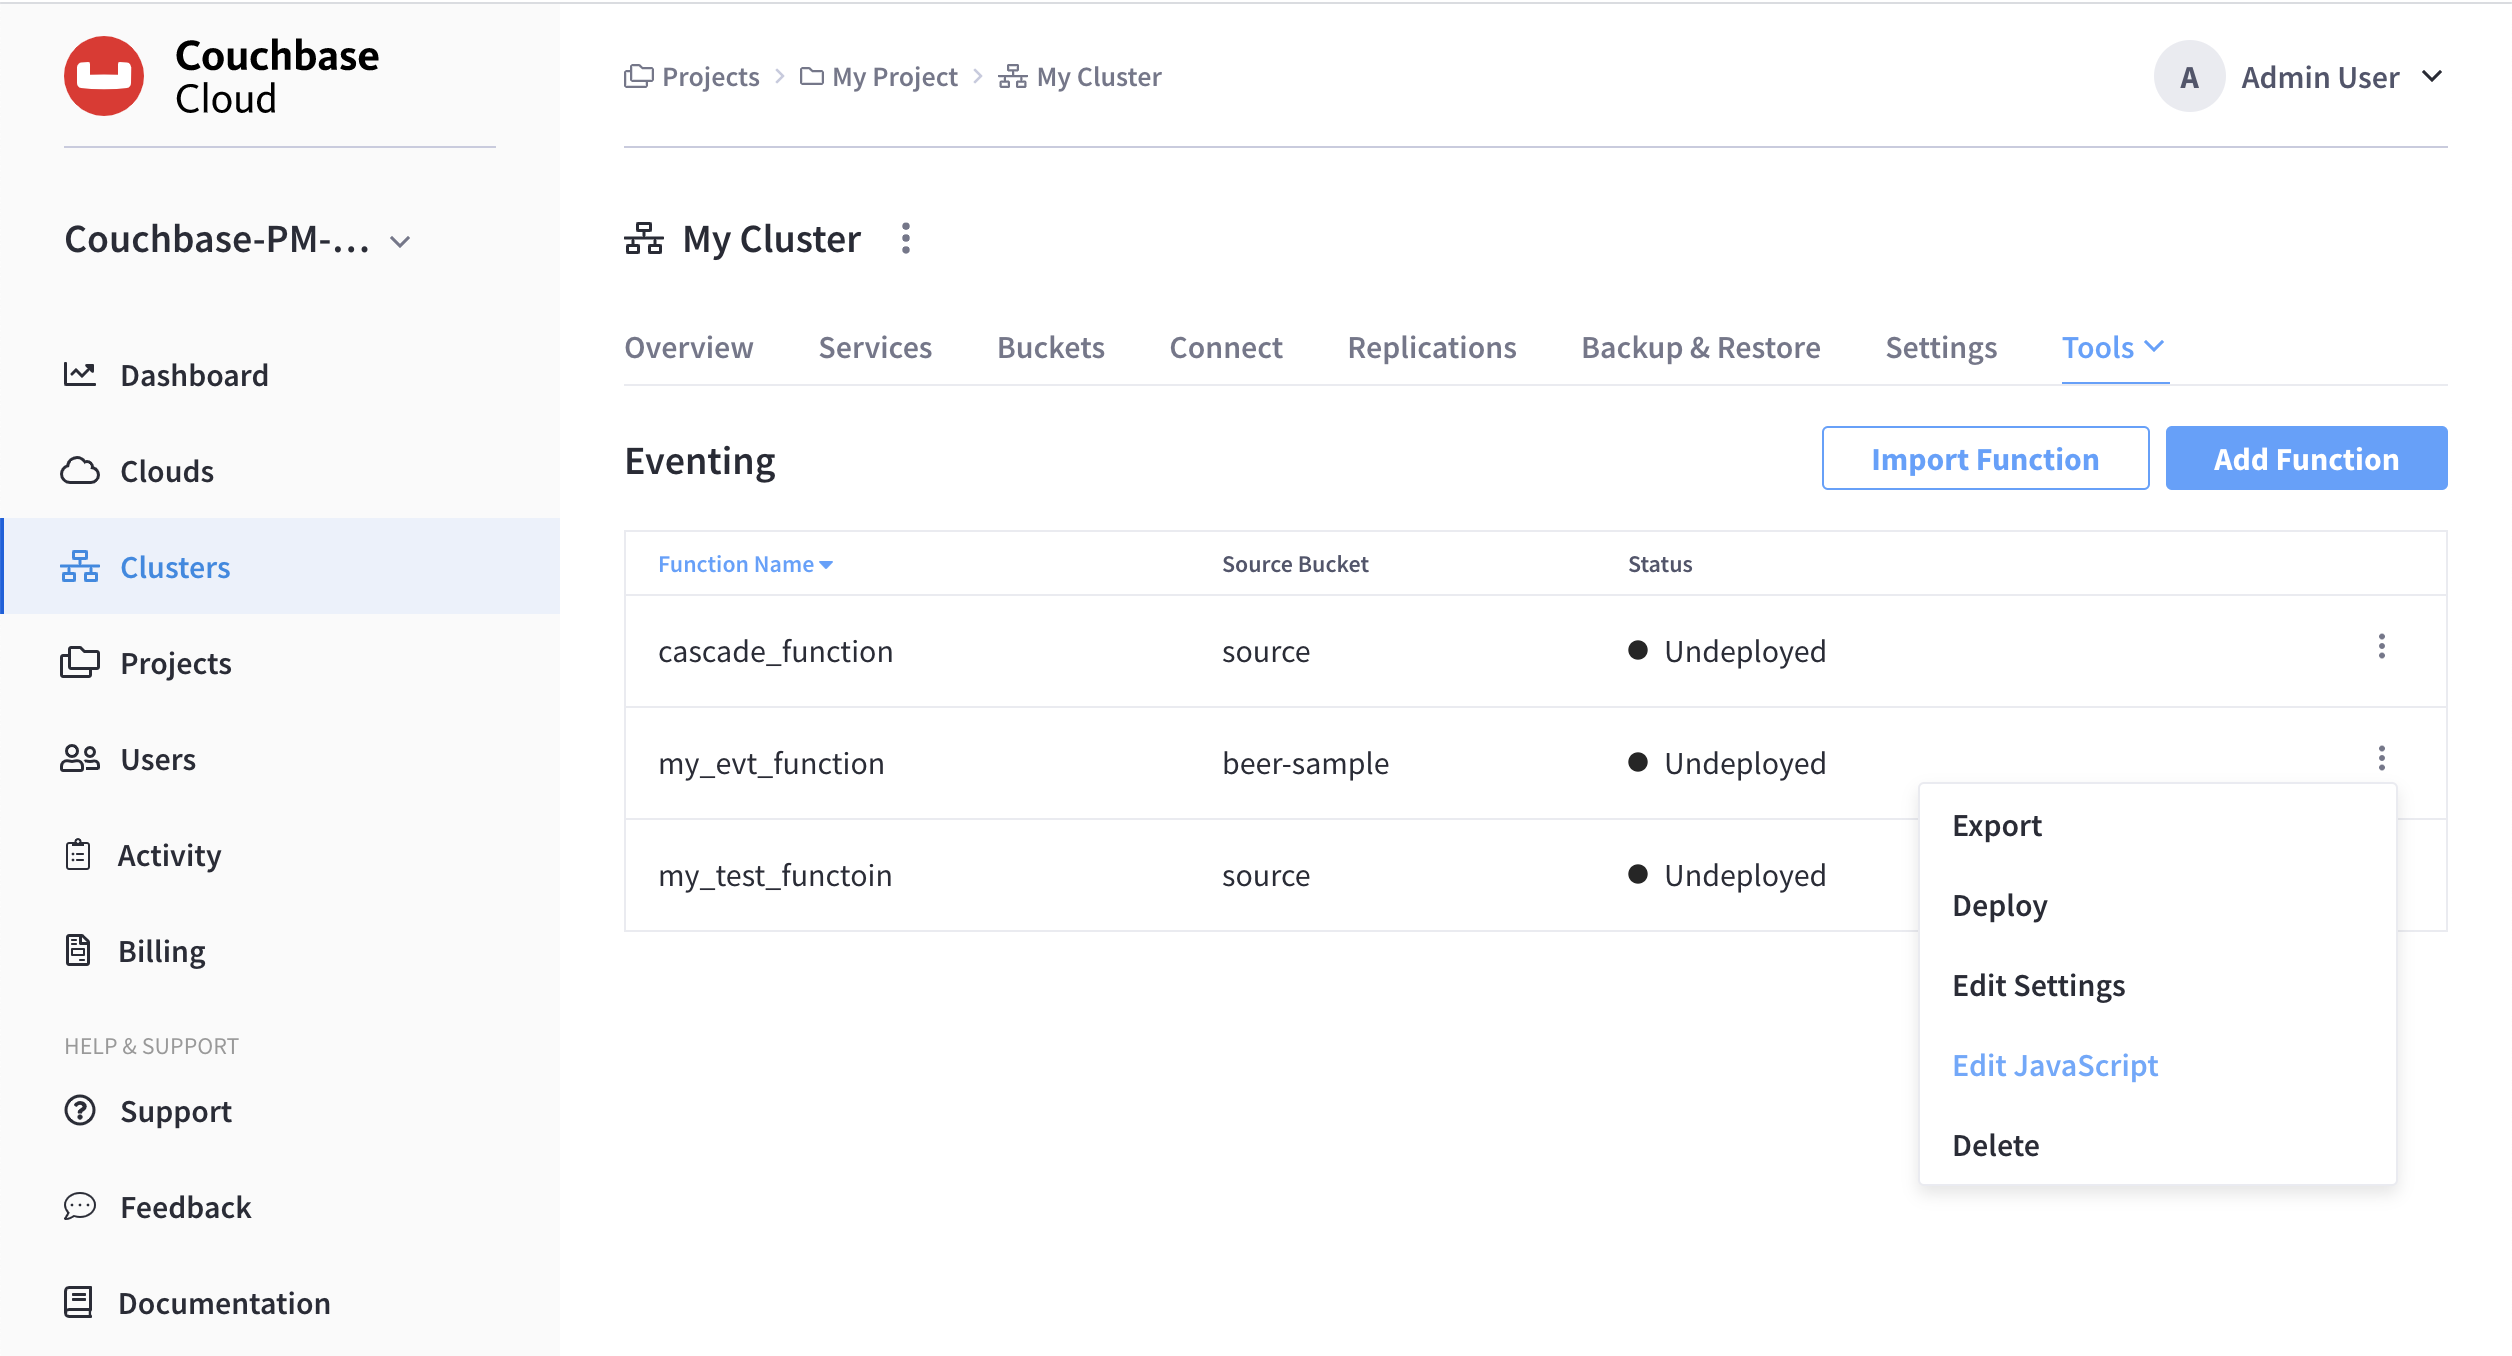 Couchbase
Cloud
Projects > My Project > My Cluster
A Admin User
Couchbase-PM-...
My Cluster
Dashboard
Clouds
Clusters
Projects
Users
Activity
Billing
HELP & SUPPORT
Support
Feedback
Documentation
Overview Services Buckets Connect Replications Backup & Restore Settings Tools
Eventing
Import Function Add Function
Function Name Source Bucket Status
cascade_function source Undeployed
my_evt_function beer-sample Undeployed
my_test_functoin source Undeployed
Export
Deploy
Edit Settings
Edit JavaScript
Delete